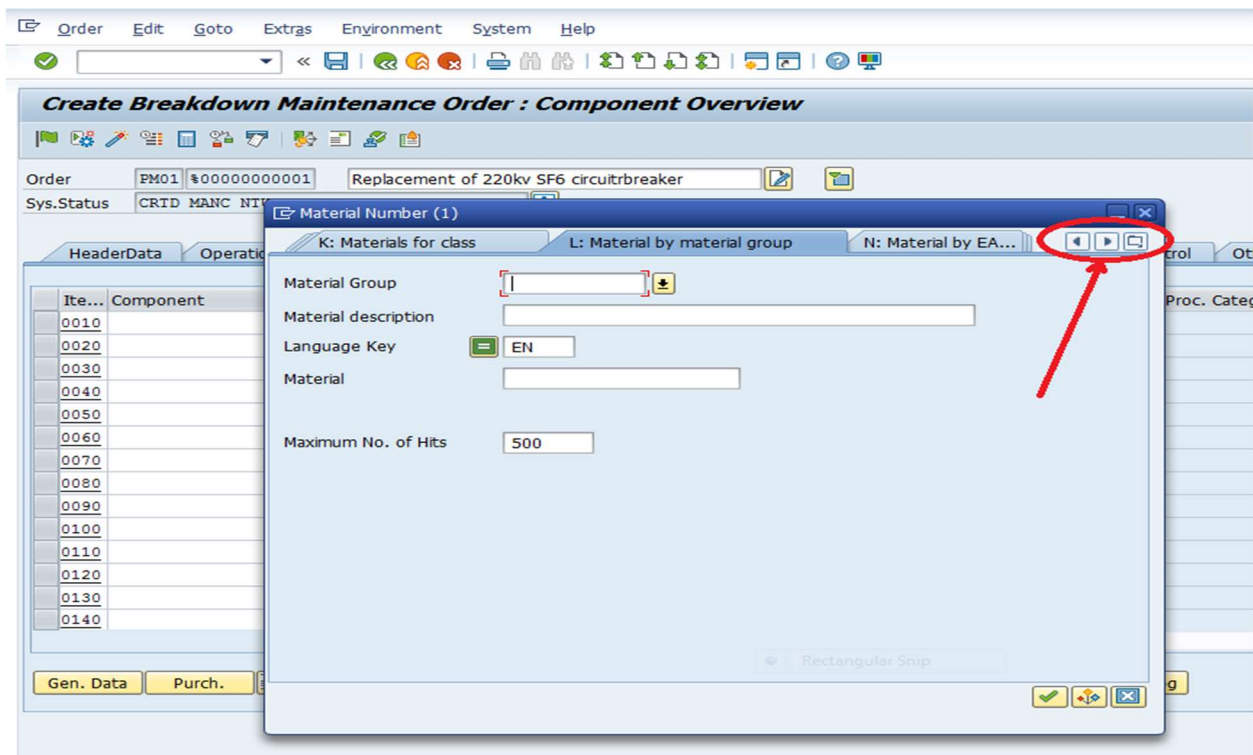 Order Edit Goto Extras Environment System Help
Create Breakdown Maintenance Order : Component Overview
Order PM01 %00000000001 Replacement of 220kv SF6 circuitrbreaker
Sys.Status CRTD MANC
Material Number (1)
K: Materials for class L: Material by material group N: Material by EA...
HeaderData
Material Group
Ite... Component Proc.
Material description
0010
0020
Language Key EN
0030
Material
0040
0050
0060
Maximum No. of Hits 500
0070
0080
0090
0100
0110
0120
0130
0140
Rectangular Snip
Gen. Data Purch.